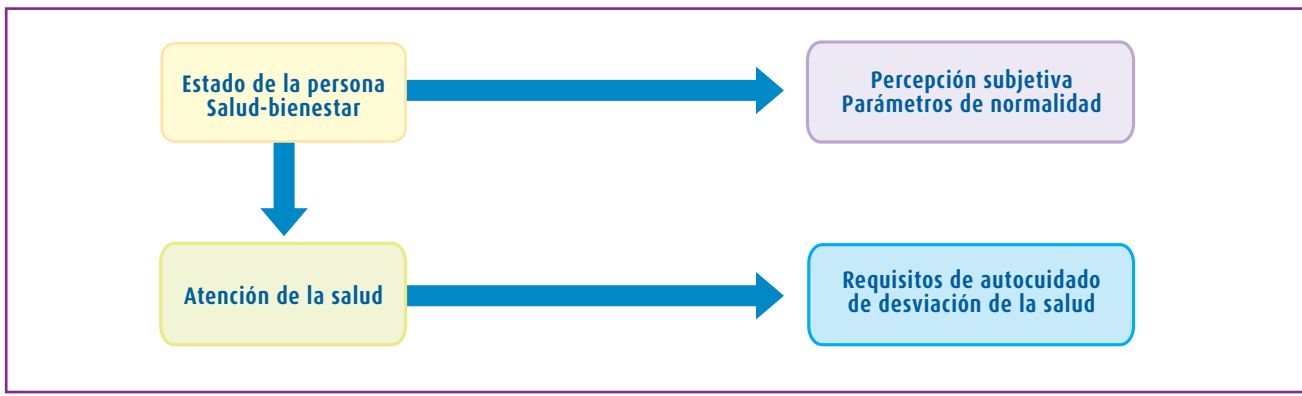 Estado de la persona
Salud-bienestar
Percepción subjetiva
Parámetros de normalidad
Atención de la salud
Requisitos de autocuidado
de desviación de la salud